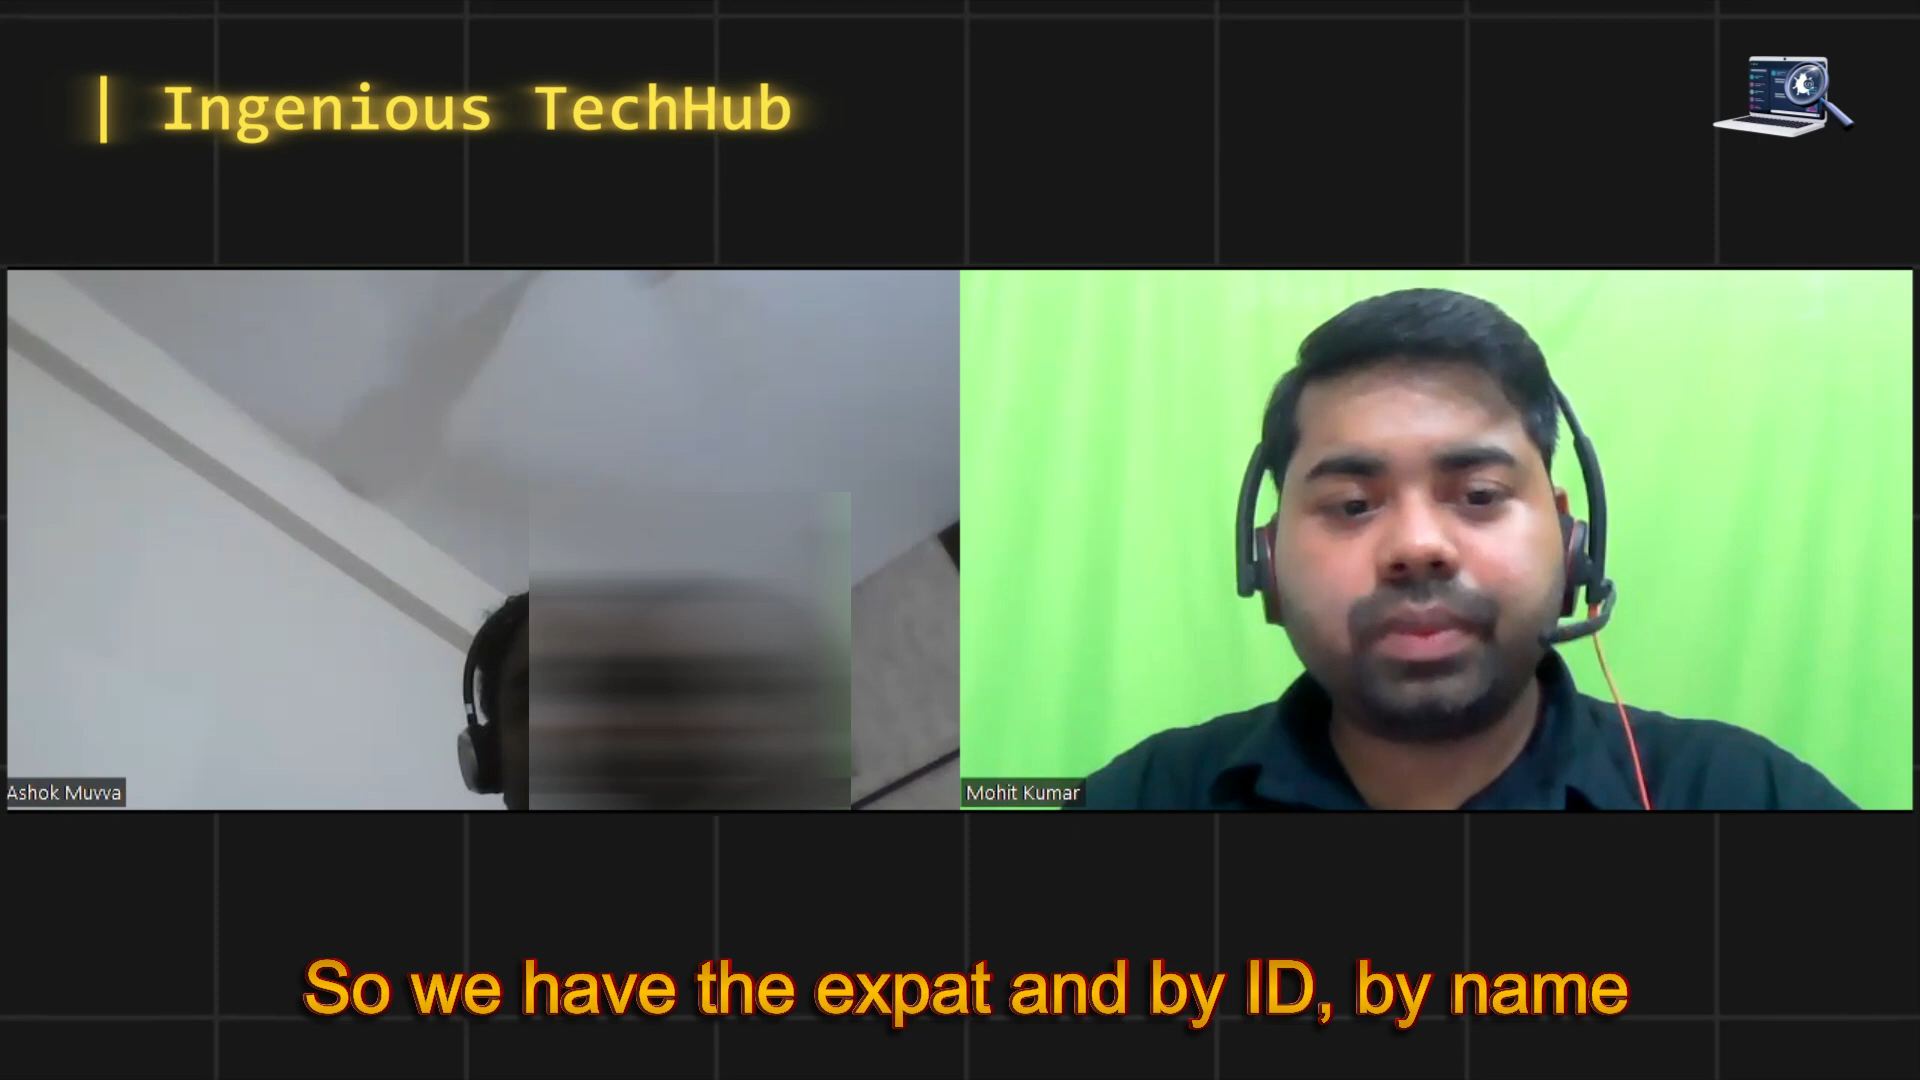 | Ingenious TechHub
Ashok Muvva
Mohit Kumar
So we have the expat and by ID, by name